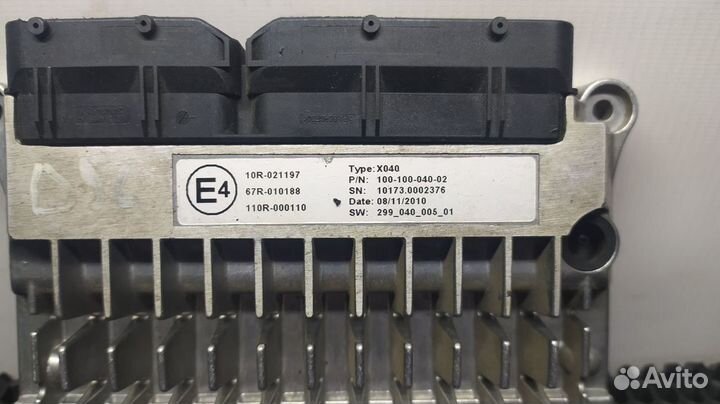 E4
10R-021197
67R-010188
110R-000110
Type: X040
P/N: 100-100-040-02
SN: 10173.0002376
Date: 08/11/2010
SW: 299_040_005_01
Avito